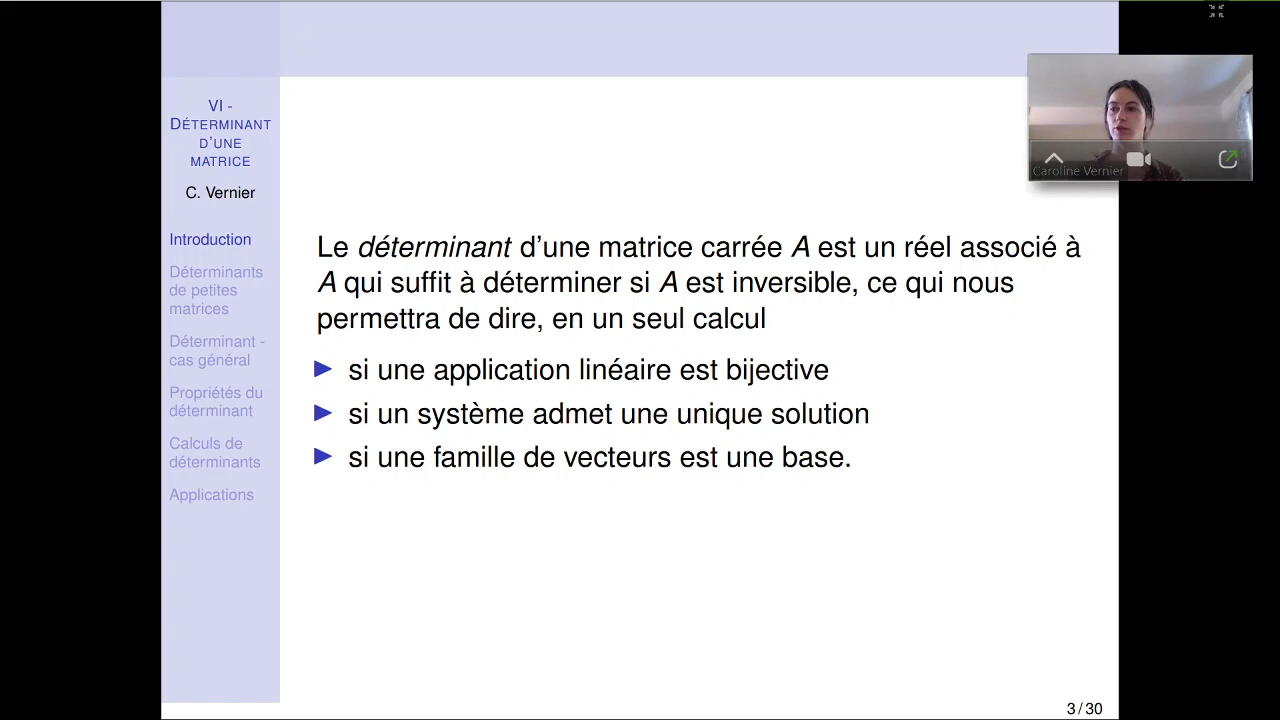 VI -
DÉTERMINANT
D'UNE
MATRICE
C. Vernier
Introduction
Déterminants
de petites
matrices
Déterminant -
cas général
Propriétés du
déterminant
Calculs de
déterminants
Applications
Le déterminant d'une matrice carrée A est un réel associé à
A qui suffit à déterminer si A est inversible, ce qui nous
permettra de dire, en un seul calcul
si une application linéaire est bijective
si un système admet une unique solution
si une famille de vecteurs est une base.
Caroline Vernier
3 / 30